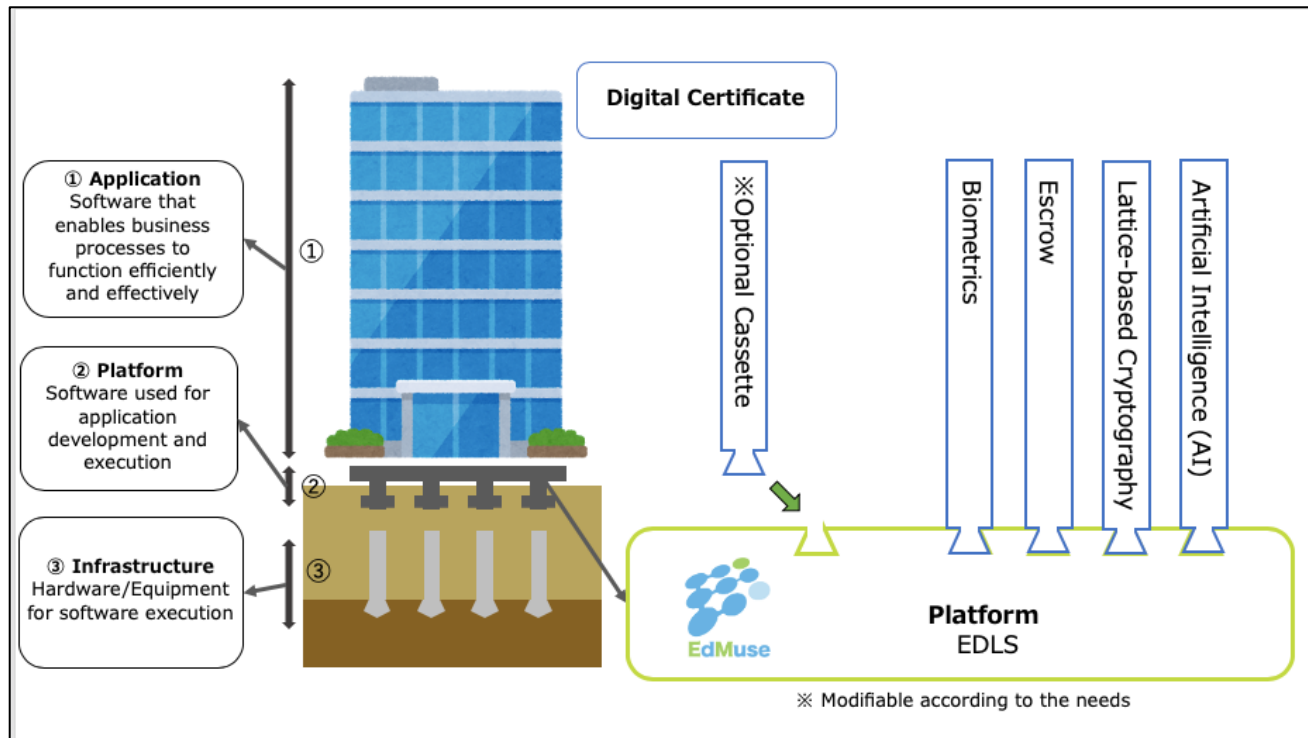 Digital Certificate
① Application
Software that
enables business
processes to
function efficiently
and effectively
①
② Platform
Software used for
application
development and
execution
②
③ Infrastructure
Hardware/Equipment
for software execution
③
※Optional Cassette
Biometrics
Escrow
Lattice-based Cryptography
Artificial Intelligence (AI)
EdMuse
Platform
EDLS
※ Modifiable according to the needs